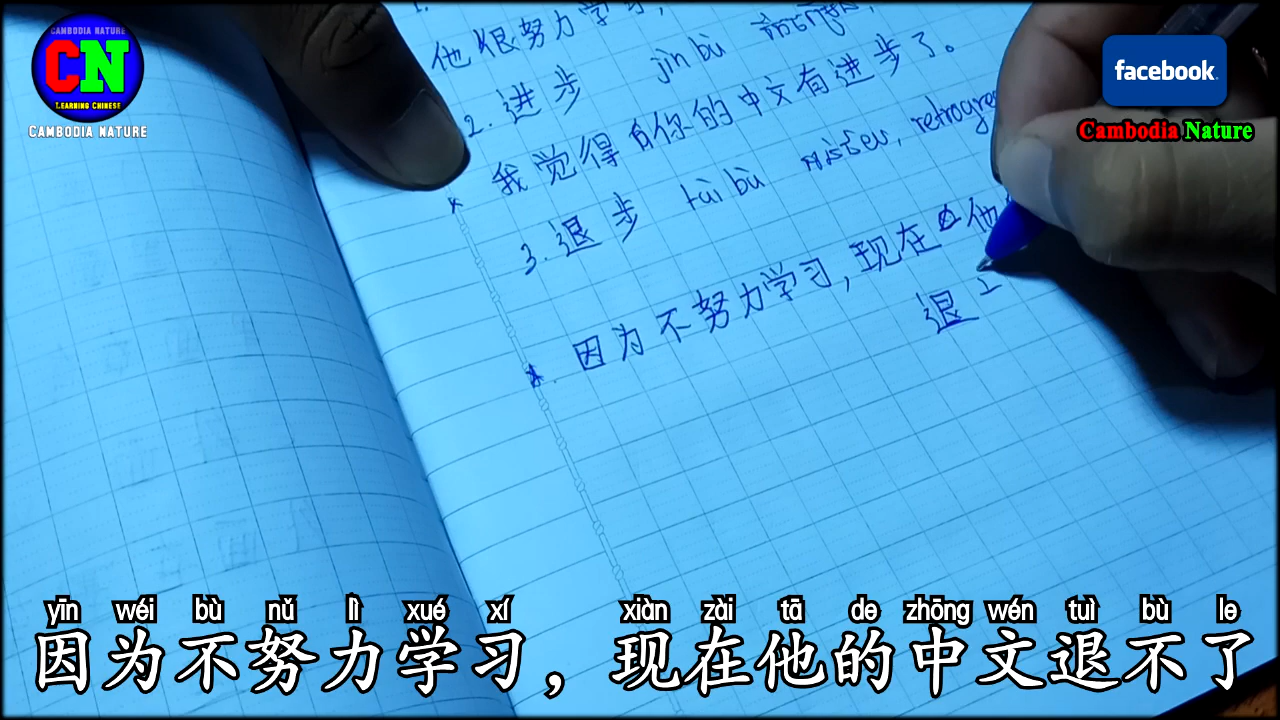 CAMBODIA NATURE
CN
LEARNING CHINESE
CAMBODIA NATURE
facebook
Cambodia Nature
1.
他很努力学习,
2. 进步 jìn bù
我觉得你的中文有进步了。
3. 退步 tuì bù retrogre
因为不努力学习,现在他
退
yīn wéi bù nǔ lì xué xí xiàn zài tā de zhōng wén tuì bù le
因为不努力学习，现在他的中文退不了